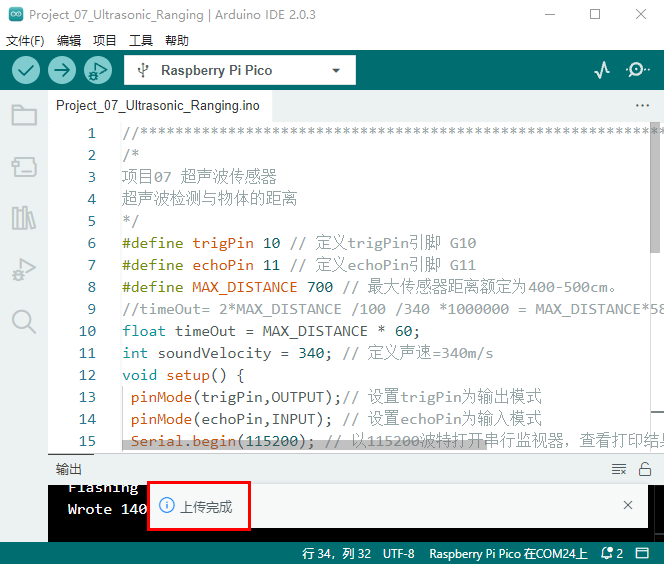 Project_07_Ultrasonic_Ranging | Arduino IDE 2.0.3
文件(F) 编辑 项目 工具 帮助
Raspberry Pi Pico
Project_07_Ultrasonic_Ranging.ino
1 //************************************************************
2 /*
3 项目07 超声波传感器
4 超声波检测与物体的距离
5 */
6 #define trigPin 10 // 定义trigPin引脚 G10
7 #define echoPin 11 // 定义echoPin引脚 G11
8 #define MAX_DISTANCE 700 // 最大传感器距离额定为400-500cm。
9 //timeOut= 2*MAX_DISTANCE /100 /340 *1000000 = MAX_DISTANCE*58
10 float timeOut = MAX_DISTANCE * 60;
11 int soundVelocity = 340; // 定义声速=340m/s
12 void setup() {
13 pinMode(trigPin,OUTPUT);// 设置trigPin为输出模式
14 pinMode(echoPin,INPUT); // 设置echoPin为输入模式
15 Serial.begin(115200); // 以115200波特打开串行监视器，查看打印结果
输出
Flashing
Wrote 140
上传完成
行 34，列 32 UTF-8 Raspberry Pi Pico 在COM24上 2